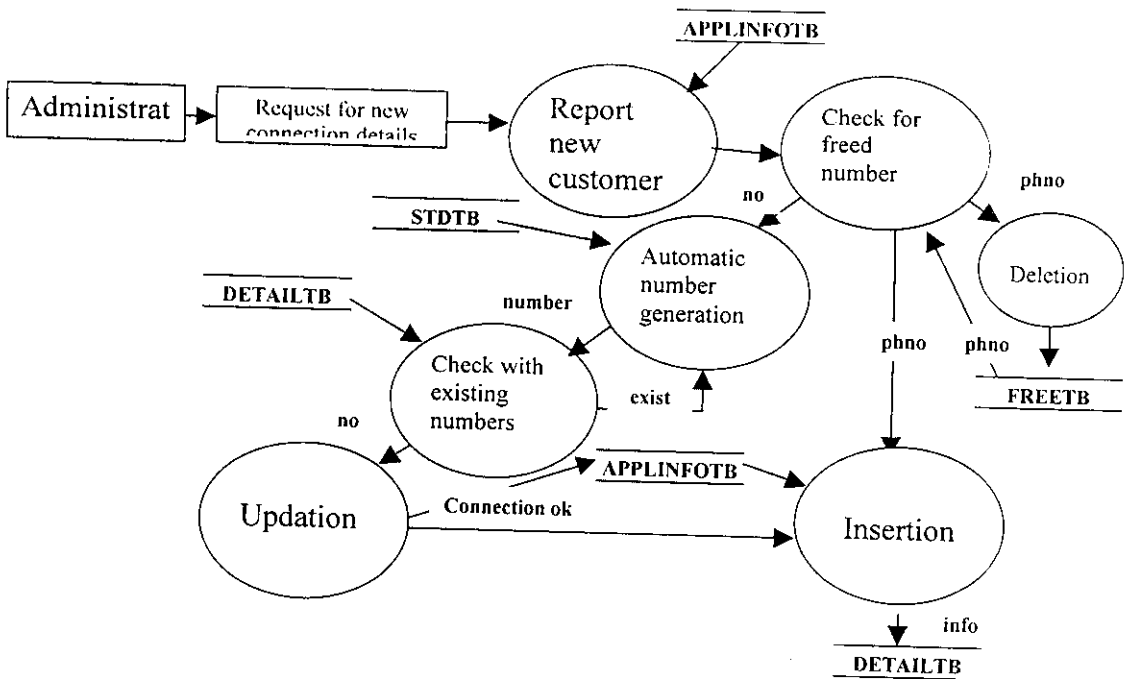 APPLINFOTB
Administrat
Request for new
connection details
Report
new
customer
Check for
freed
number
phno
no
STDTB
Automatic
number
generation
Deletion
DETAILTB
number
phno
phno
Check with
existing
numbers
exist
FREETB
no
APPLINFOTB
Updation
Connection ok
Insertion
info
DETAILTB